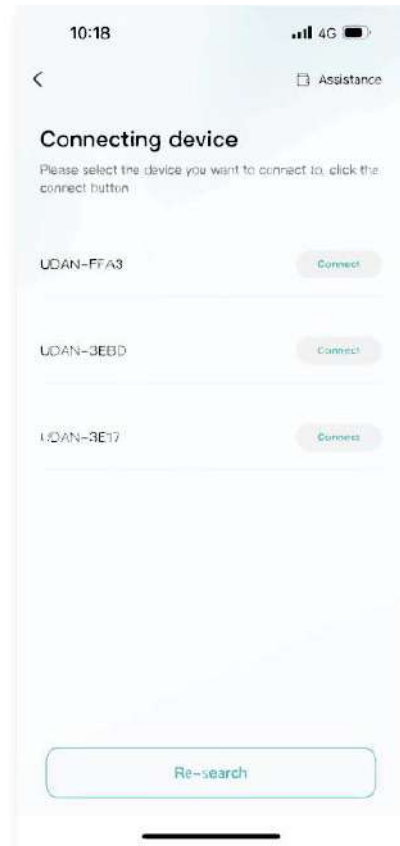 10:18
4G
Assistance
Connecting device
Please select the device you want to connect to, click the
connect button
UDAN-FFA3
Connect
UDAN-3EBD
Connect
UDAN-3E17
Connect
Re-search